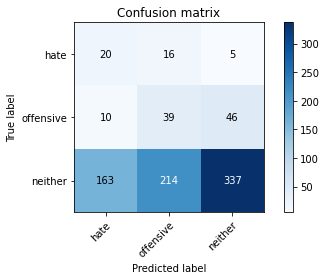 Confusion matrix
hate 20 16 5
offensive 10 39 46
neither 163 214 337
hate offensive neither
True label
Predicted label
300
250
200
150
100
50